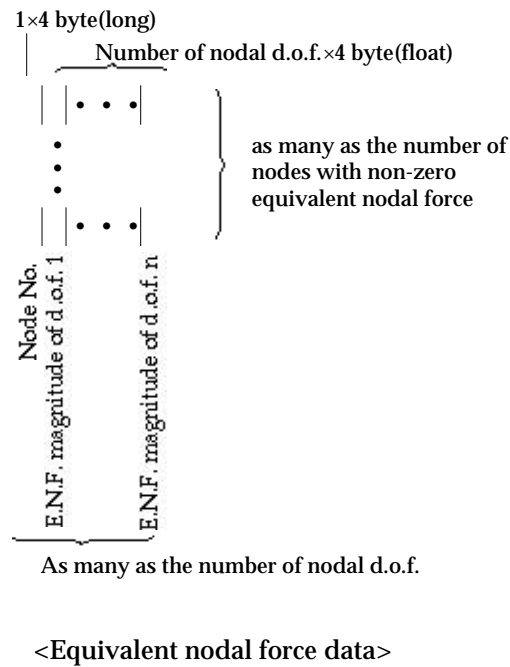 1×4 byte(long)
Number of nodal d.o.f.×4 byte(float)
as many as the number of
nodes with non-zero
equivalent nodal force
Node No.
E.N.F. magnitude of d.o.f. 1
E.N.F. magnitude of d.o.f. n
As many as the number of nodal d.o.f.
<Equivalent nodal force data>